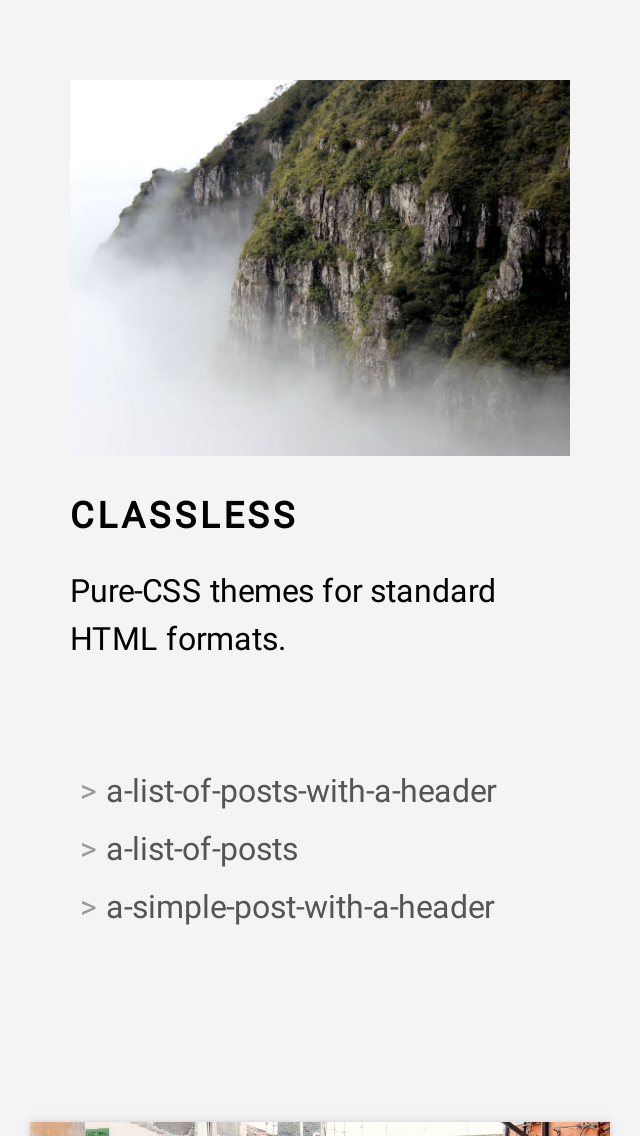 CLASSLESS
Pure-CSS themes for standard
HTML formats.
> a-list-of-posts-with-a-header
> a-list-of-posts
> a-simple-post-with-a-header